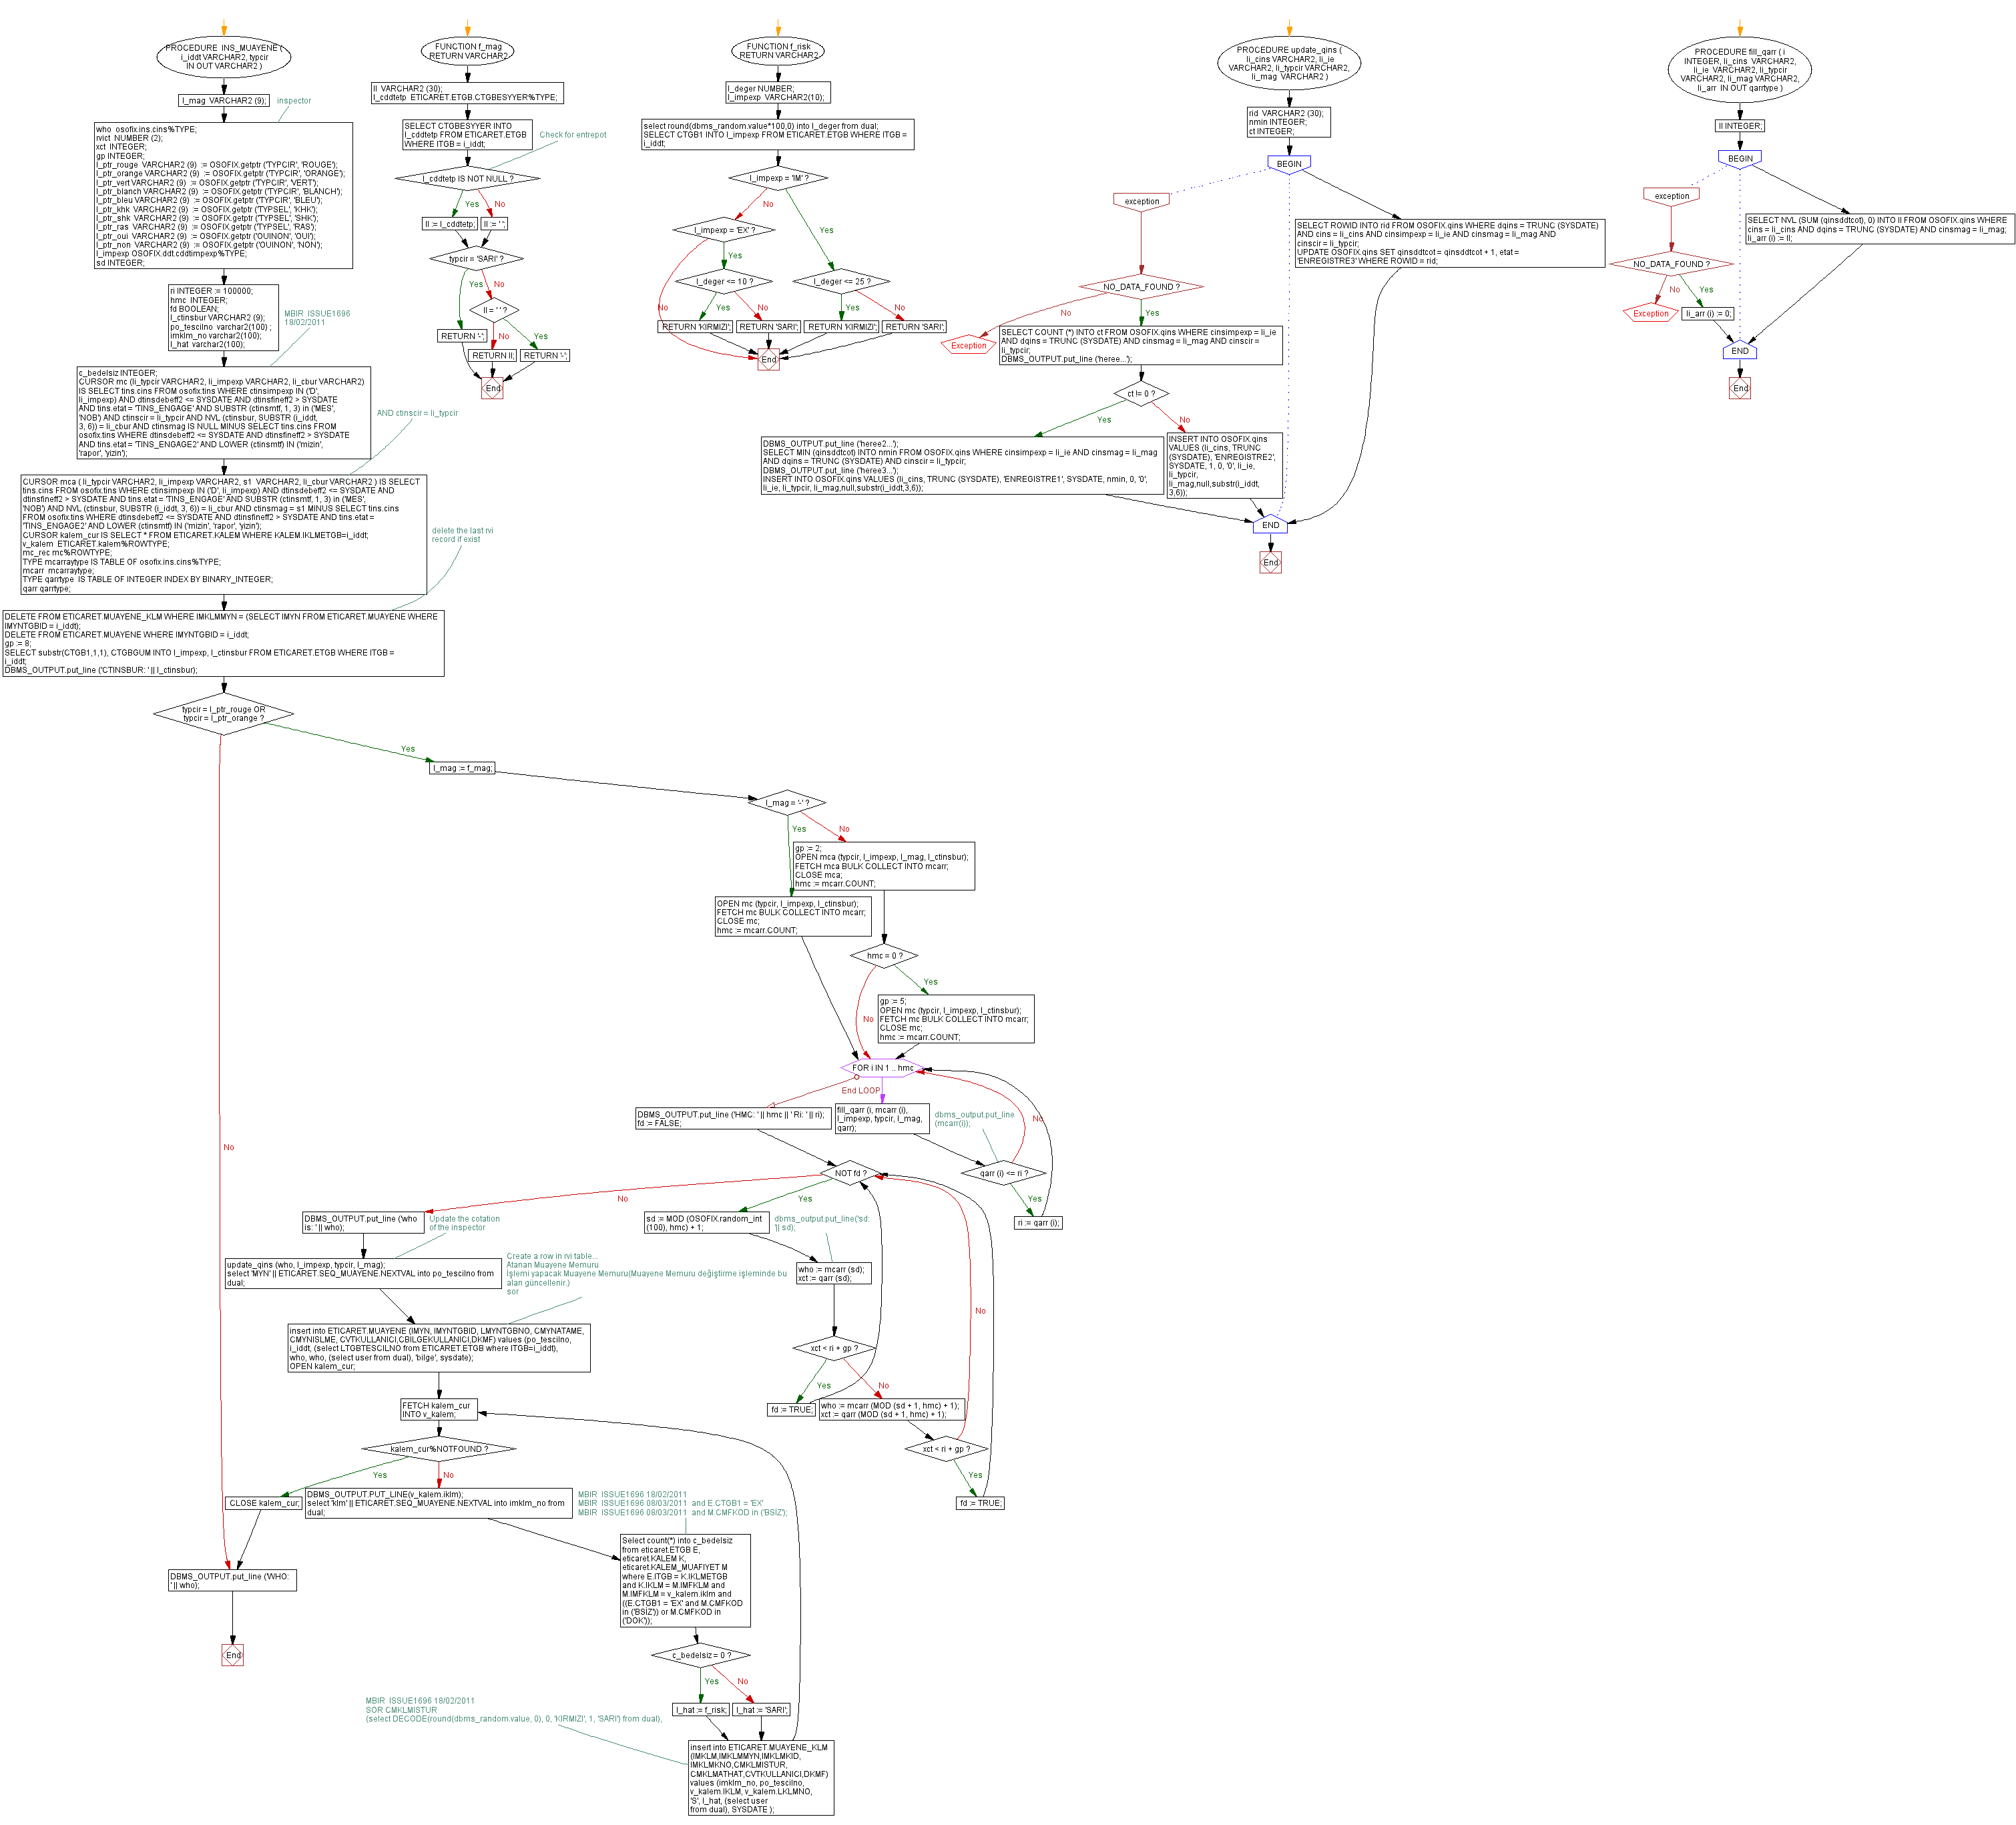 PROCEDURE  INS_MUAYENE (
i_iddt VARCHAR2, typcir
IN OUT VARCHAR2 )
l_mag  VARCHAR2 (9);
inspector
who  osofix.ins.cins%TYPE;
rvict  NUMBER (2);
xct  INTEGER;
gp INTEGER;
l_ptr_rouge  VARCHAR2 (9)  := OSOFIX.getptr ('TYPCIR', 'ROUGE');
l_ptr_orange VARCHAR2 (9)  := OSOFIX.getptr ('TYPCIR', 'ORANGE');
l_ptr_vert VARCHAR2 (9)  := OSOFIX.getptr ('TYPCIR', 'VERT');
l_ptr_blanch VARCHAR2 (9)  := OSOFIX.getptr ('TYPCIR', 'BLANCH');
l_ptr_bleu VARCHAR2 (9)  := OSOFIX.getptr ('TYPCIR', 'BLEU');
l_ptr_khk  VARCHAR2 (9)  := OSOFIX.getptr ('TYPSEL', 'KHK');
l_ptr_shk  VARCHAR2 (9)  := OSOFIX.getptr ('TYPSEL', 'SHK');
l_ptr_ras  VARCHAR2 (9)  := OSOFIX.getptr ('TYPSEL', 'RAS');
l_ptr_oui  VARCHAR2 (9)  := OSOFIX.getptr ('OUINON', 'OUI');
l_ptr_non  VARCHAR2 (9)  := OSOFIX.getptr ('OUINON', 'NON');
l_impexp OSOFIX.ddt.cddtimpexp%TYPE;
sd INTEGER;
ri INTEGER := 100000;
hmc  INTEGER;
fd BOOLEAN;
l_ctinsbur VARCHAR2 (9);
po_tescilno  varchar2(100) ;
imklm_no varchar2(100);
l_hat  varchar2(100);
MBIR  ISSUE1696
18/02/2011
c_bedelsiz INTEGER;
CURSOR mc (li_typcir VARCHAR2, li_impexp VARCHAR2, li_cbur VARCHAR2)
IS SELECT tins.cins FROM osofix.tins WHERE ctinsimpexp IN ('D',
li_impexp) AND dtinsdebeff2 <= SYSDATE AND dtinsfineff2 > SYSDATE
AND tins.etat = 'TINS_ENGAGE' AND SUBSTR (ctinsmtf, 1, 3) in ('MES',
'NOB') AND ctinscir = li_typcir AND NVL (ctinsbur, SUBSTR (i_iddt,
3, 6)) = li_cbur AND ctinsmag IS NULL MINUS SELECT tins.cins FROM
osofix.tins WHERE dtinsdebeff2 <= SYSDATE AND dtinsfineff2 > SYSDATE
AND tins.etat = 'TINS_ENGAGE2' AND LOWER (ctinsmtf) IN ('mizin',
'rapor', 'yizin');
AND ctinscir = li_typcir
CURSOR mca ( li_typcir VARCHAR2, li_impexp VARCHAR2, s1  VARCHAR2, li_cbur VARCHAR2 ) IS SELECT
tins.cins FROM osofix.tins WHERE ctinsimpexp IN ('D', li_impexp) AND dtinsdebeff2 <= SYSDATE AND
dtinsfineff2 > SYSDATE AND tins.etat = 'TINS_ENGAGE' AND SUBSTR (ctinsmtf, 1, 3) in ('MES',
'NOB') AND NVL (ctinsbur, SUBSTR (i_iddt, 3, 6)) = li_cbur AND ctinsmag = s1 MINUS SELECT tins.cins
FROM osofix.tins WHERE dtinsdebeff2 <= SYSDATE AND dtinsfineff2 > SYSDATE AND tins.etat =
'TINS_ENGAGE2' AND LOWER (ctinsmtf) IN ('mizin', 'rapor', 'yizin');
CURSOR kalem_cur IS SELECT * FROM ETICARET.KALEM WHERE KALEM.IKLMETGB=i_iddt;
v_kalem  ETICARET.kalem%ROWTYPE;
mc_rec mc%ROWTYPE;
TYPE mcarraytype IS TABLE OF osofix.ins.cins%TYPE;
mcarr  mcarraytype;
TYPE qarrtype  IS TABLE OF INTEGER INDEX BY BINARY_INTEGER;
qarr qarrtype;
delete the last rvi
record if exist
DELETE FROM ETICARET.MUAYENE_KLM WHERE IMKLMMYN = (SELECT IMYN FROM ETICARET.MUAYENE WHERE
IMYNTGBID = i_iddt);
DELETE FROM ETICARET.MUAYENE WHERE IMYNTGBID = i_iddt;
gp := 8;
SELECT substr(CTGB1,1,1), CTGBGUM INTO l_impexp, l_ctinsbur FROM ETICARET.ETGB WHERE ITGB =
i_iddt;
DBMS_OUTPUT.put_line ('CTINSBUR: ' || l_ctinsbur);
typcir = l_ptr_rouge OR
typcir = l_ptr_orange ?
Yes
No
l_mag := f_mag;
l_mag = '-' ?
Yes
No
gp := 2;
OPEN mca (typcir, l_impexp, l_mag, l_ctinsbur);
FETCH mca BULK COLLECT INTO mcarr;
CLOSE mca;
hmc := mcarr.COUNT;
OPEN mc (typcir, l_impexp, l_ctinsbur);
FETCH mc BULK COLLECT INTO mcarr;
CLOSE mc;
hmc := mcarr.COUNT;
hmc = 0 ?
Yes
No
gp := 5;
OPEN mc (typcir, l_impexp, l_ctinsbur);
FETCH mc BULK COLLECT INTO mcarr;
CLOSE mc;
hmc := mcarr.COUNT;
FOR i IN 1 .. hmc
End LOOP
DBMS_OUTPUT.put_line ('HMC: ' || hmc || ' Ri: ' || ri);
fd := FALSE;
fill_qarr (i, mcarr (i),
l_impexp, typcir, l_mag,
qarr);
dbms_output.put_line
(mcarr(i));
No
qarr (i) <= ri ?
Yes
ri := qarr (i);
NOT fd ?
No
Yes
DBMS_OUTPUT.put_line ('who
is: ' || who);
Update the cotation
of the inspector
sd := MOD (OSOFIX.random_int
(100), hmc) + 1;
dbms_output.put_line('sd:
'|| sd);
update_qins (who, l_impexp, typcir, l_mag);
select 'MYN' || ETICARET.SEQ_MUAYENE.NEXTVAL into po_tescilno from
dual;
Create a row in rvi table...
Atanan Muayene Memuru
İşlemi yapacak Muayene Memuru(Muayene Memuru değiştirme işleminde bu
alan güncellenir.)
sor
who := mcarr (sd);
xct := qarr (sd);
insert into ETICARET.MUAYENE (IMYN, IMYNTGBID, LMYNTGBNO, CMYNATAME,
CMYNISLME, CVTKULLANICI,CBILGEKULLANICI,DKMF) values (po_tescilno,
i_iddt, (select LTGBTESCILNO from ETICARET.ETGB where ITGB=i_iddt),
who, who, (select user from dual), 'bilge', sysdate);
OPEN kalem_cur;
xct < ri + gp ?
Yes
No
No
fd := TRUE;
who := mcarr (MOD (sd + 1, hmc) + 1);
xct := qarr (MOD (sd + 1, hmc) + 1);
xct < ri + gp ?
Yes
fd := TRUE;
FETCH kalem_cur
INTO v_kalem;
kalem_cur%NOTFOUND ?
Yes
No
CLOSE kalem_cur;
DBMS_OUTPUT.PUT_LINE(v_kalem.iklm);
select 'klm' || ETICARET.SEQ_MUAYENE.NEXTVAL into imklm_no from
dual;
MBIR  ISSUE1696 18/02/2011
MBIR  ISSUE1696 08/03/2011  and E.CTGB1 = 'EX'
MBIR  ISSUE1696 08/03/2011  and M.CMFKOD in ('BSİZ');
Select count(*) into c_bedelsiz
from eticaret.ETGB E,
eticaret.KALEM K,
eticaret.KALEM_MUAFIYET M
where E.ITGB = K.IKLMETGB
and K.IKLM = M.IMFKLM and
M.IMFKLM = v_kalem.iklm and
((E.CTGB1 = 'EX' and M.CMFKOD
in ('BSİZ')) or M.CMFKOD in
('DOK'));
DBMS_OUTPUT.put_line ('WHO:
' || who);
End
c_bedelsiz = 0 ?
Yes
No
l_hat := f_risk;
l_hat := 'SARI';
MBIR  ISSUE1696 18/02/2011
SOR CMKLMISTUR
(select DECODE(round(dbms_random.value, 0), 0, 'KIRMIZI', 1, 'SARI') from dual),
insert into ETICARET.MUAYENE_KLM
(IMKLM,IMKLMMYN,IMKLMKID,
IMKLMKNO,CMKLMISTUR,
CMKLMATHAT,CVTKULLANICI,DKMF)
values (imklm_no, po_tescilno,
v_kalem.IKLM, v_kalem.LKLMNO,
'S', l_hat, (select user
from dual), SYSDATE );
FUNCTION f_mag
RETURN VARCHAR2
ll  VARCHAR2 (30);
l_cddtetp  ETICARET.ETGB.CTGBESYYER%TYPE;
SELECT CTGBESYYER INTO
l_cddtetp FROM ETICARET.ETGB
WHERE ITGB = i_iddt;
Check for entrepot
l_cddtetp IS NOT NULL ?
Yes
No
ll := l_cddtetp;
ll := ' ';
typcir = 'SARI' ?
Yes
No
ll = ' ' ?
No
Yes
RETURN '-';
RETURN ll;
RETURN '-';
End
FUNCTION f_risk
RETURN VARCHAR2
l_deger NUMBER;
l_impexp  VARCHAR2(10);
select round(dbms_random.value*100,0) into l_deger from dual;
SELECT CTGB1 INTO l_impexp FROM ETICARET.ETGB WHERE ITGB =
i_iddt;
l_impexp = 'IM' ?
No
Yes
l_impexp = 'EX' ?
Yes
No
l_deger <= 10 ?
l_deger <= 25 ?
Yes
No
Yes
No
RETURN 'KIRMIZI';
RETURN 'SARI';
RETURN 'KIRMIZI';
RETURN 'SARI';
End
PROCEDURE update_qins (
li_cins VARCHAR2, li_ie
VARCHAR2, li_typcir VARCHAR2,
li_mag  VARCHAR2 )
rid  VARCHAR2 (30);
nmin INTEGER;
ct INTEGER;
BEGIN
exception
SELECT ROWID INTO rid FROM OSOFIX.qins WHERE dqins = TRUNC (SYSDATE)
AND cins = li_cins AND cinsimpexp = li_ie AND cinsmag = li_mag AND
cinscir = li_typcir;
UPDATE OSOFIX.qins SET qinsddtcot = qinsddtcot + 1, etat =
'ENREGISTRE3' WHERE ROWID = rid;
NO_DATA_FOUND ?
No
Yes
Exception
SELECT COUNT (*) INTO ct FROM OSOFIX.qins WHERE cinsimpexp = li_ie
AND dqins = TRUNC (SYSDATE) AND cinsmag = li_mag AND cinscir =
li_typcir;
DBMS_OUTPUT.put_line ('heree...');
ct != 0 ?
Yes
No
DBMS_OUTPUT.put_line ('heree2...');
SELECT MIN (qinsddtcot) INTO nmin FROM OSOFIX.qins WHERE cinsimpexp = li_ie AND cinsmag = li_mag
AND dqins = TRUNC (SYSDATE) AND cinscir = li_typcir;
DBMS_OUTPUT.put_line ('heree3...');
INSERT INTO OSOFIX.qins VALUES (li_cins, TRUNC (SYSDATE), 'ENREGISTRE1', SYSDATE, nmin, 0, '0',
li_ie, li_typcir, li_mag,null,substr(i_iddt,3,6));
INSERT INTO OSOFIX.qins
VALUES (li_cins, TRUNC
(SYSDATE), 'ENREGISTRE2',
SYSDATE, 1, 0, '0', li_ie,
li_typcir,
li_mag,null,substr(i_iddt,
3,6));
END
End
PROCEDURE fill_qarr ( i
INTEGER, li_cins  VARCHAR2,
li_ie  VARCHAR2, li_typcir
VARCHAR2, li_mag VARCHAR2,
li_arr  IN OUT qarrtype )
ll INTEGER;
BEGIN
exception
SELECT NVL (SUM (qinsddtcot), 0) INTO ll FROM OSOFIX.qins WHERE
cins = li_cins AND dqins = TRUNC (SYSDATE) AND cinsmag = li_mag;
li_arr (i) := ll;
NO_DATA_FOUND ?
No
Yes
Exception
li_arr (i) := 0;
END
End